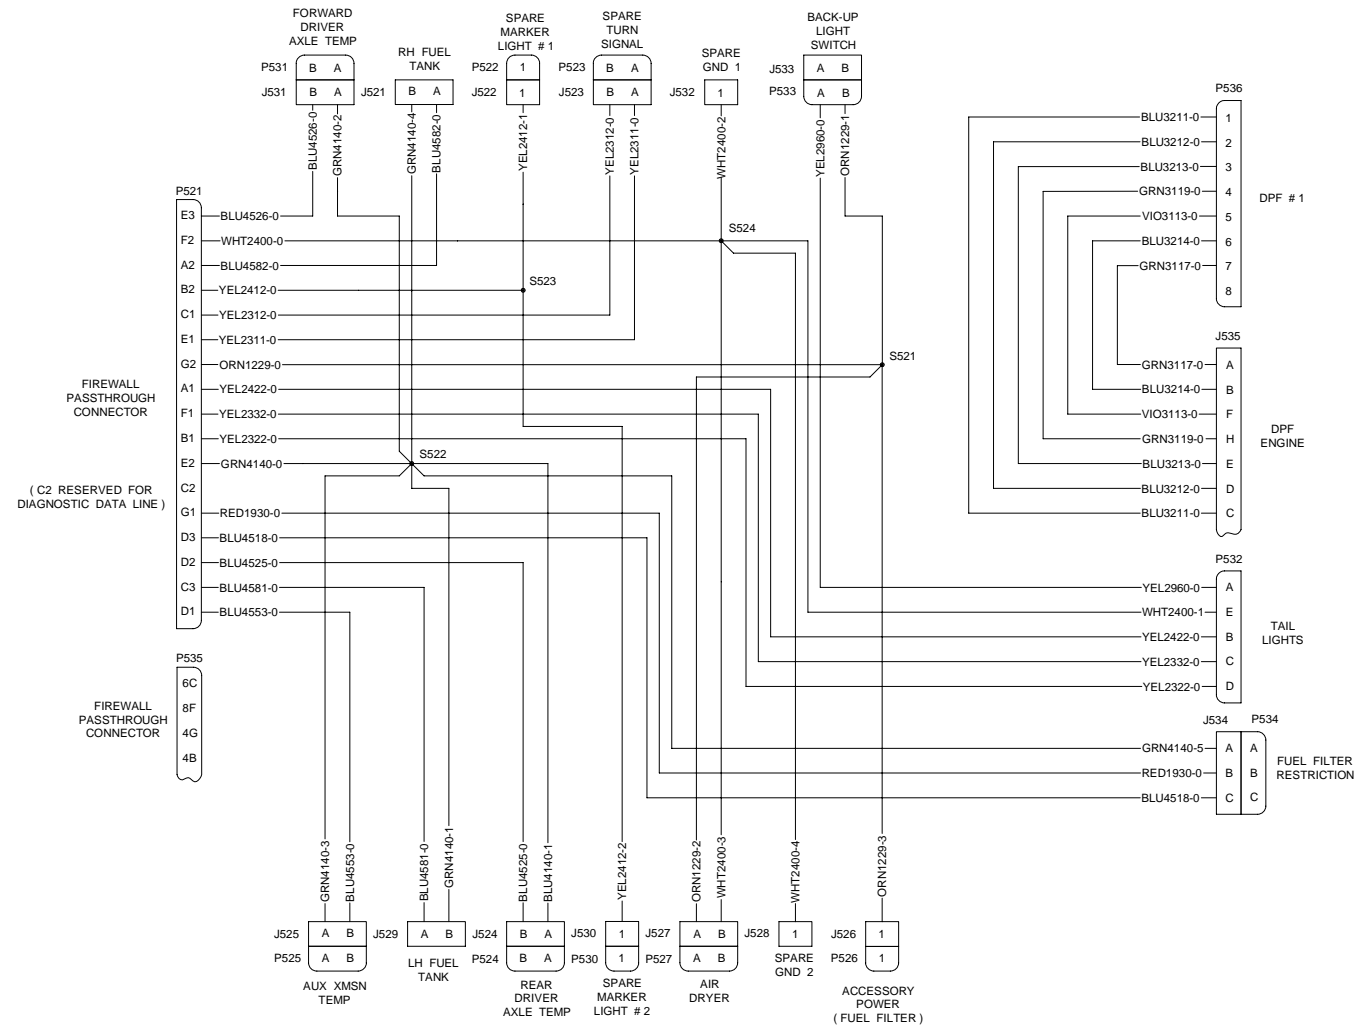 FORWARD
DRIVER
AXLE TEMP
P531 B A
J531 B A
BLU4526-0
GRN4140-2
RH FUEL
TANK
J521 B A
GRN4140-4
BLU4582-0
SPARE
MARKER
LIGHT # 1
P522 1
J522 1
YEL2412-1
SPARE
TURN
SIGNAL
P523 B A
J523 B A
YEL2312-0
YEL2311-0
SPARE
GND 1
J532 1
WHT2400-2
BACK-UP
LIGHT
SWITCH
J533 A B
P533 A B
YEL2960-0
ORN1229-1
P521
E3 BLU4526-0
F2 WHT2400-0
A2 BLU4582-0
B2 YEL2412-0
C1 YEL2312-0
E1 YEL2311-0
G2 ORN1229-0
A1 YEL2422-0
F1 YEL2332-0
B1 YEL2322-0
E2 GRN4140-0
C2
G1 RED1930-0
D3 BLU4518-0
D2 BLU4525-0
C3 BLU4581-0
D1 BLU4553-0
FIREWALL
PASSTHROUGH
CONNECTOR
( C2 RESERVED FOR
DIAGNOSTIC DATA LINE )
P535
6C
8F
4G
4B
FIREWALL
PASSTHROUGH
CONNECTOR
S524
S523
S521
S522
P536
BLU3211-0 1
BLU3212-0 2
BLU3213-0 3
GRN3119-0 4
VIO3113-0 5
BLU3214-0 6
GRN3117-0 7
8
DPF # 1
J535
GRN3117-0 A
BLU3214-0 B
VIO3113-0 F
GRN3119-0 H
BLU3213-0 E
BLU3212-0 D
BLU3211-0 C
DPF
ENGINE
P532
YEL2960-0 A
WHT2400-1 E
YEL2422-0 B
YEL2332-0 C
YEL2322-0 D
TAIL
LIGHTS
J534 P534
GRN4140-5 A A
RED1930-0 B B
BLU4518-0 C C
FUEL FILTER
RESTRICTION
GRN4140-3
BLU4553-0
J525 A B
P525 A B
AUX XMSN
TEMP
BLU4581-0
GRN4140-1
J529 A B
LH FUEL
TANK
BLU4525-0
BLU4140-1
J524 B A
P524 B A
REAR
DRIVER
AXLE TEMP
YEL2412-2
J530 1
P530 1
SPARE
MARKER
LIGHT # 2
ORN1229-2
WHT2400-3
J527 A B
P527 A B
AIR
DRYER
WHT2400-4
J528 1
SPARE
GND 2
ORN1229-3
J526 1
P526 1
ACCESSORY
POWER
( FUEL FILTER )